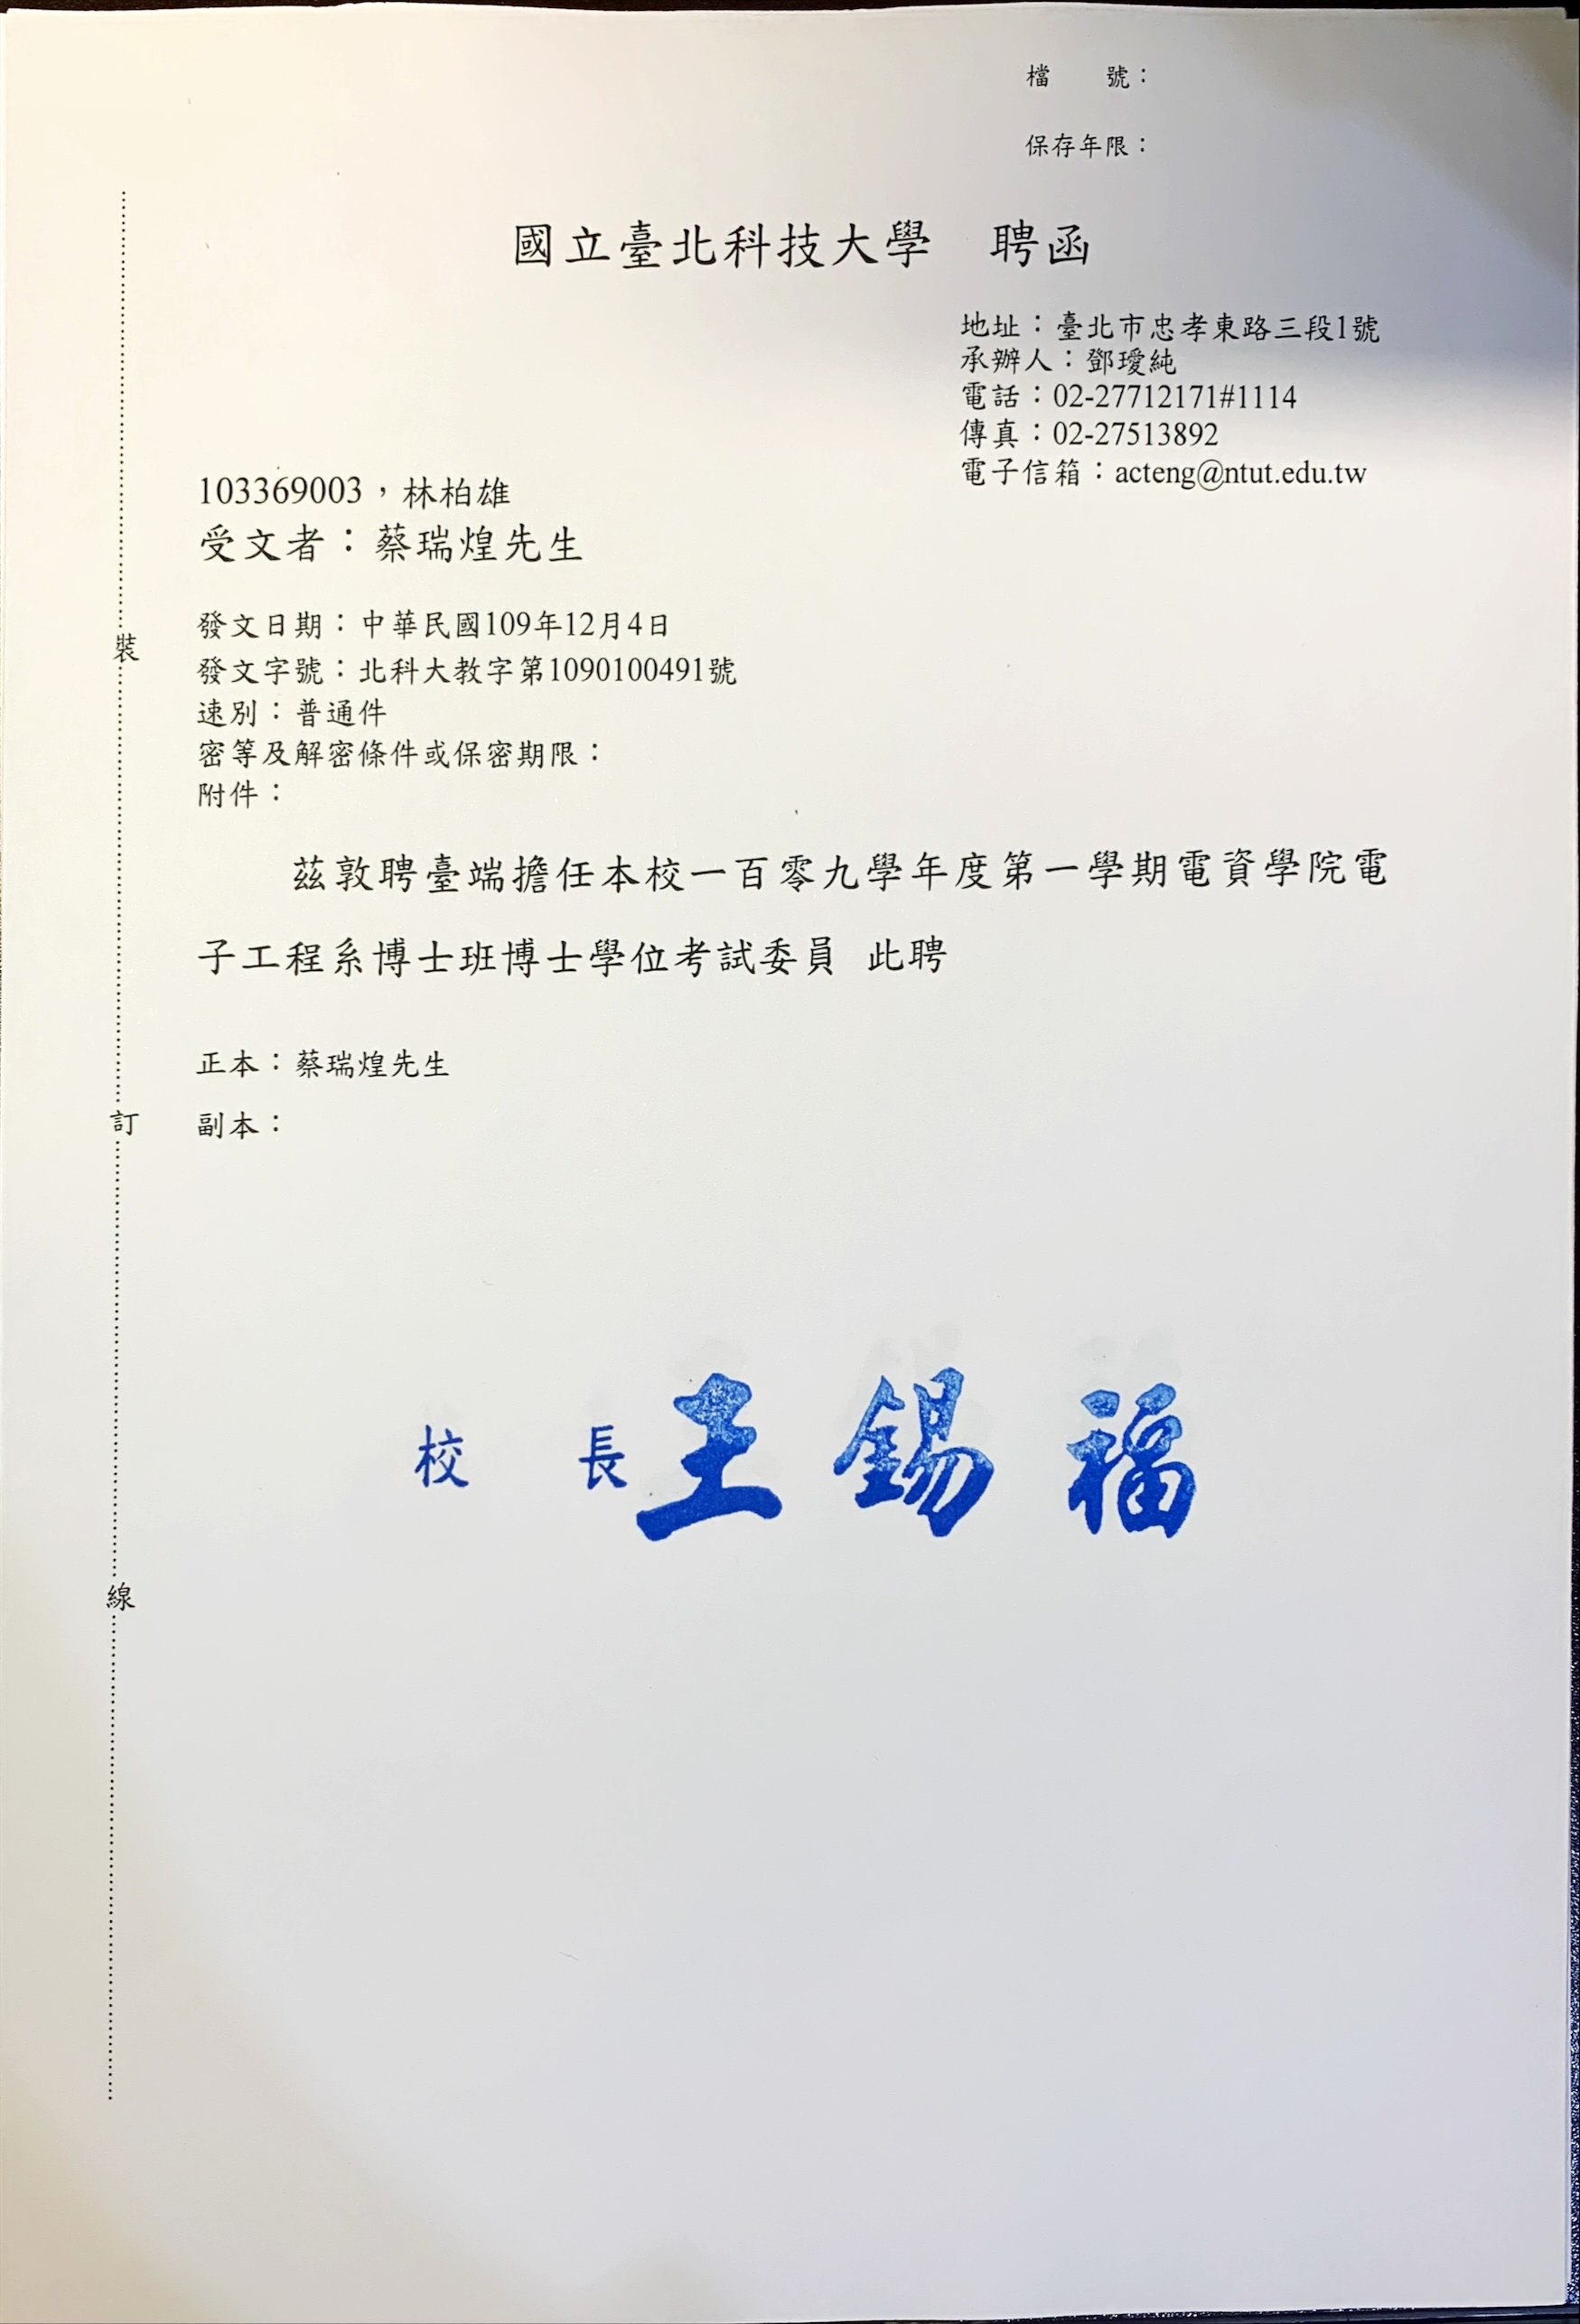 檔　　號：
保存年限：
國立臺北科技大學　聘函
地址：臺北市忠孝東路三段1號
承辦人：鄧璦純
電話：02-27712171#1114
傳真：02-27513892
電子信箱：acteng@ntut.edu.tw
103369003，林柏雄
受文者：蔡瑞煌先生
發文日期：中華民國109年12月4日
發文字號：北科大教字第1090100491號
速別：普通件
密等及解密條件或保密期限：
附件：
茲敦聘臺端擔任本校一百零九學年度第一學期電資學院電
子工程系博士班博士學位考試委員 此聘
正本：蔡瑞煌先生
副本：
校　長 王錫福
裝
訂
線